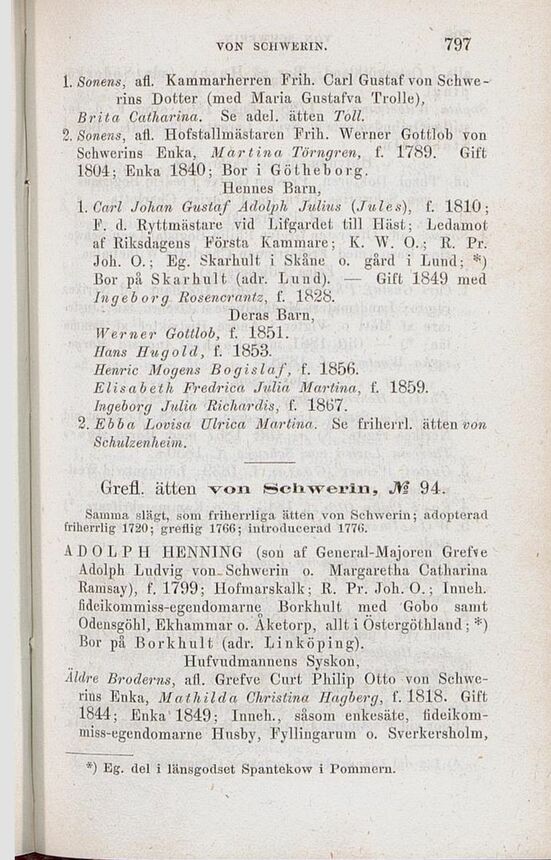 VON SCHWERIN. 797
1. Sonens, afl. Kammarherren Frih. Carl Gustaf von Schwe-
rins Dotter (med Maria Gustafva Trolle),
Brita Catharina. Se adel. ätten Toll.
2. Sonens, afl. Hofstallmästaren Frih. Werner Gottlob von
Schwerins Enka, Martina Törngren, f. 1789. Gift
1804; Enka 1840; Bor i Götheborg.
Hennes Barn,
1. Carl Johan Gustaf Adolph Julius (Jules), f. 1810;
F. d. Ryttmästare vid Lifgardet till Häst; Ledamot
af Riksdagens Första Kammare; K. W. O.; R. Pr.
Joh. O.; Eg. Skarhult i Skåne o. gård i Lund; *)
Bor på Skarhult (adr. Lund). — Gift 1849 med
Ingeborg Rosencrantz, f. 1828.
Deras Barn,
Werner Gottlob, f. 1851.
Hans Hugold, f. 1853.
Henric Mogens Bogislaf, f. 1856.
Elisabeth Fredrica Julia Martina, f. 1859.
Ingeborg Julia Richardis, f. 1867.
2. Ebba Lovisa Ulrica Martina. Se friherrl. ätten von
Schulzenheim.
Grefl. ätten von Schwerin, № 94.
Samma slägt, som friherrliga ätten von Schwerin; adopterad
friherrlig 1720; greflig 1766; introducerad 1776.
ADOLPH HENNING (son af General-Majoren Grefve
Adolph Ludvig von Schwerin o. Margaretha Catharina
Ramsay), f. 1799; Hofmarskalk; R. Pr. Joh. O.; Inneh.
fideikommiss-egendomarne Borkhult med Gobo samt
Odensgöhl, Ekhammar o. Åketorp, allt i Östergöthland; *)
Bor på Borkhult (adr. Linköping).
Hufvudmannens Syskon,
Äldre Broderns, afl. Grefve Curt Philip Otto von Schwe-
rins Enka, Mathilda Christina Hagberg, f. 1818. Gift
1844; Enka 1849; Inneh., såsom enkesäte, fideikom-
miss-egendomarne Husby, Fyllingarum o. Sverkersholm,
*) Eg. del i länsgodset Spantekow i Pommern.